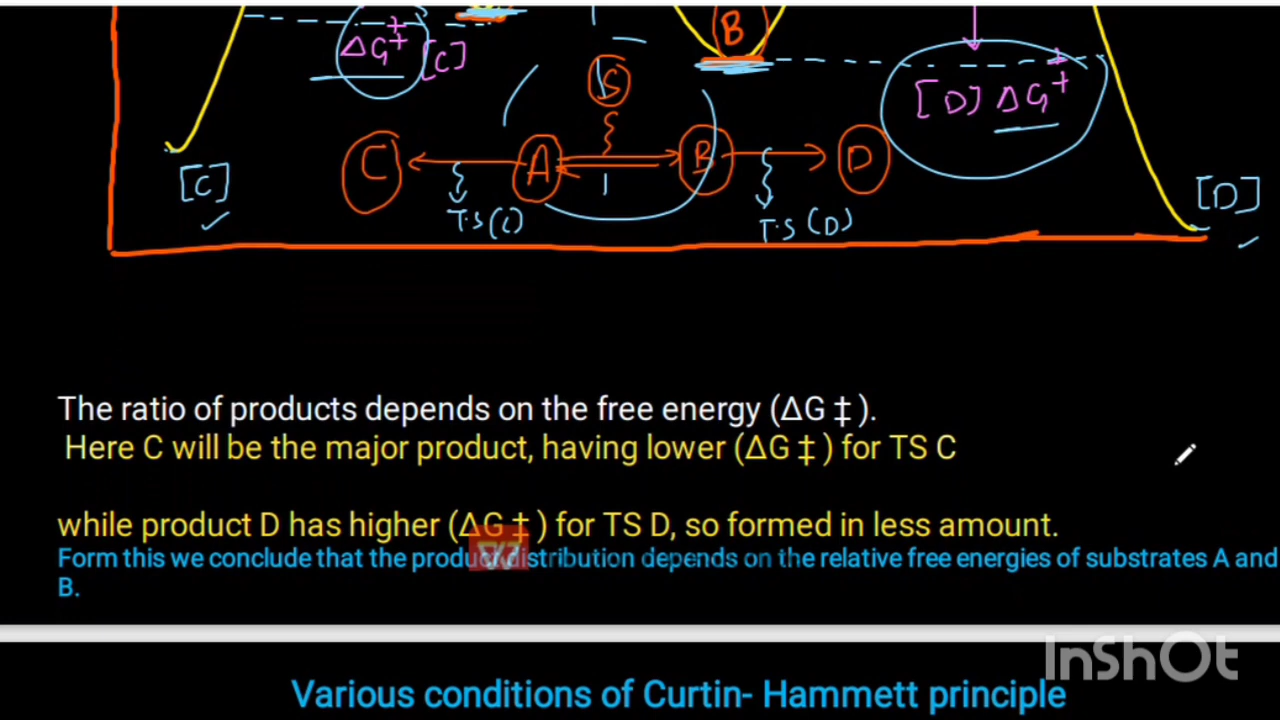 B
ΔG‡ [C]
S
[D] ΔG‡
C A B D
1
[C]
T.S(C)
T.S (D)
[D]
The ratio of products depends on the free energy (ΔG ‡ ).
Here C will be the major product, having lower (ΔG ‡ ) for TS C
while product D has higher (ΔG ‡ ) for TS D, so formed in less amount.
Form this we conclude that the product distribution depends on the relative free energies of substrates A and
B.
InShOt
Various conditions of Curtin- Hammett principle